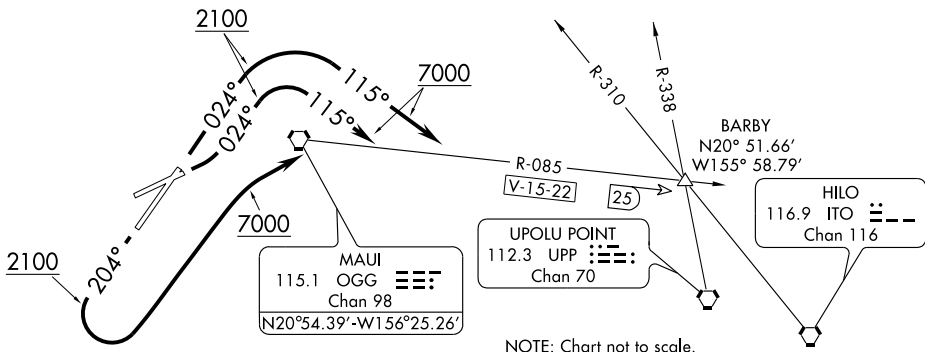 2100
024°
024°
115°
115°
7000
R-310
R-338
BARBY
N20° 51.66'
W155° 58.79'
R-085
V-15-22
25
HILO
116.9 ITO
Chan 116
UPOLU POINT
112.3 UPP
Chan 70
7000
204°
2100
MAUI
115.1 OGG
Chan 98
N20°54.39'-W156°25.26'
NOTE: Chart not to scale.